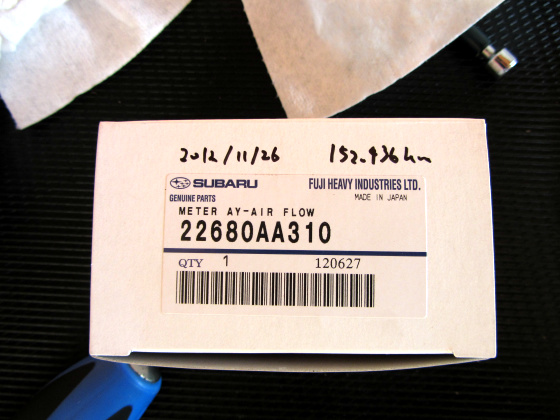 2012/11/26 152.936km
SUBARU FUJI HEAVY INDUSTRIES LTD.
GENUINE PARTS MADE IN JAPAN
METER AY-AIR FLOW
22680AA310
QTY 1 120627